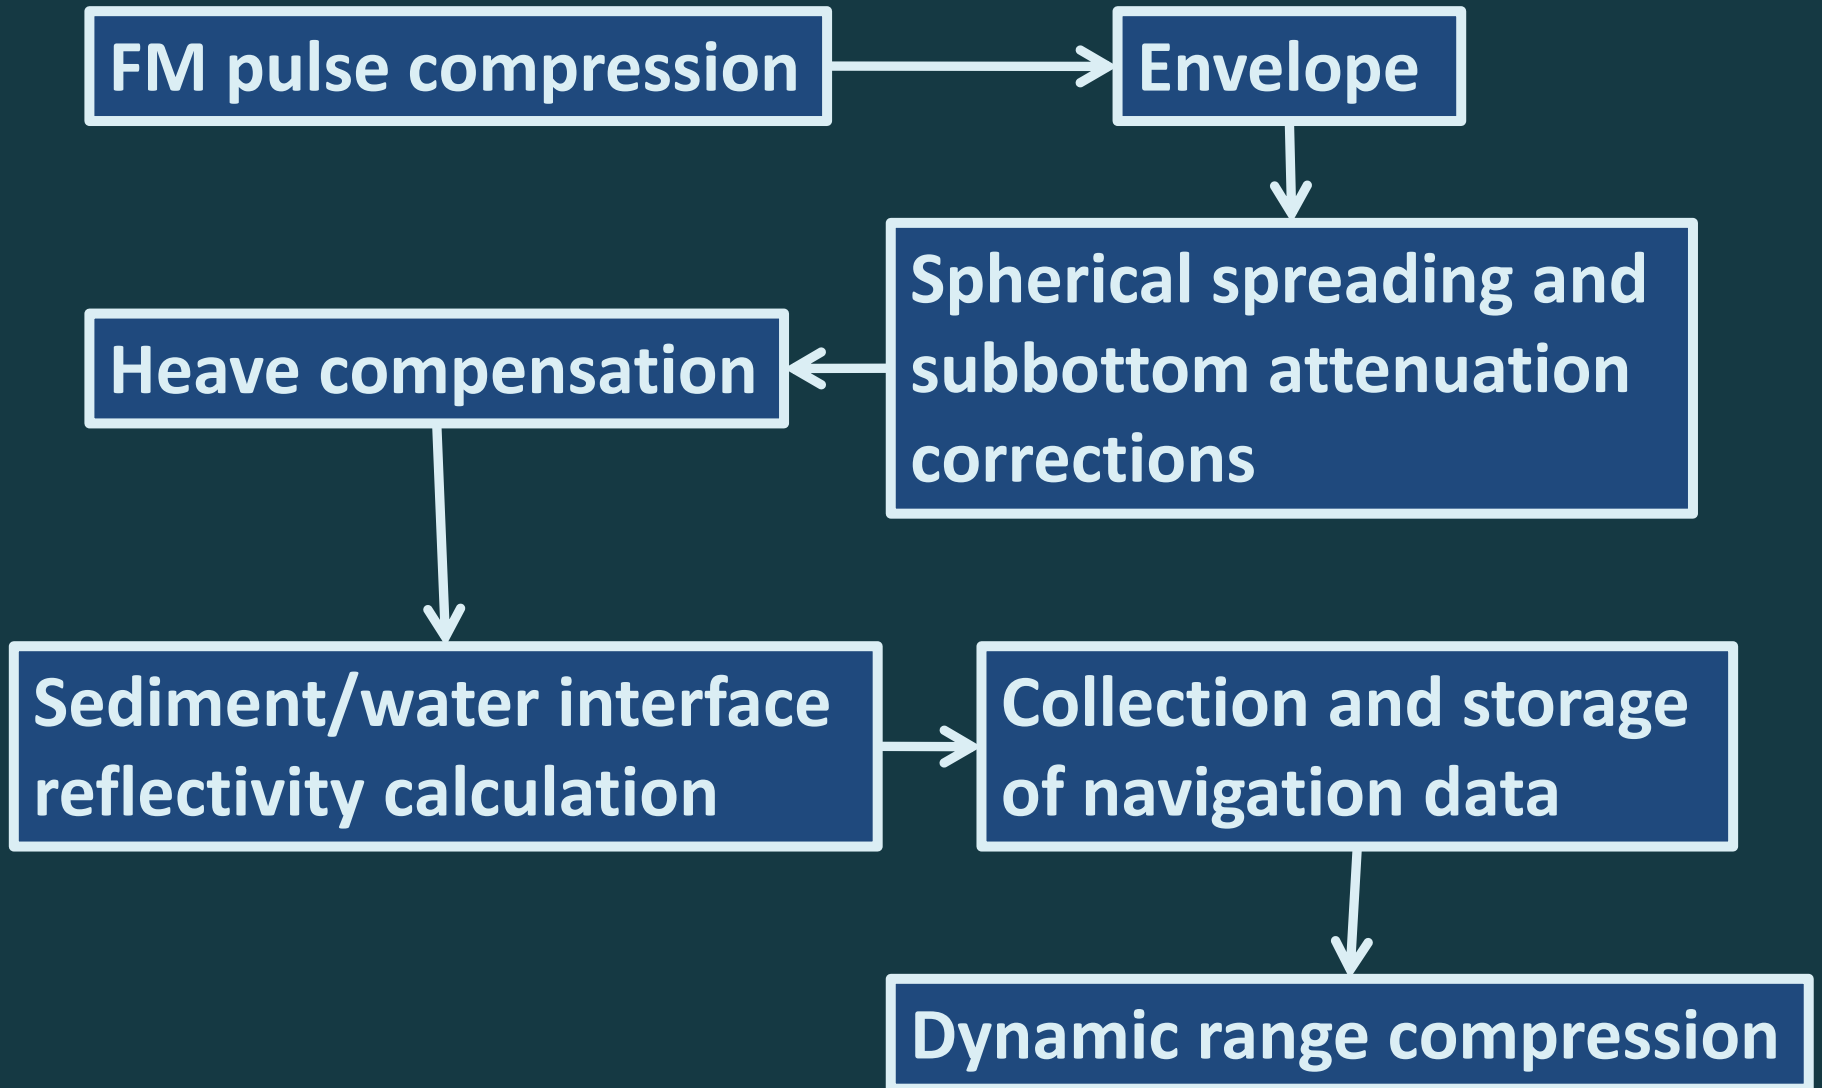 FM pulse compression
Envelope
Spherical spreading and
subbottom attenuation
corrections
Heave compensation
Sediment/water interface
reflectivity calculation
Collection and storage
of navigation data
Dynamic range compression